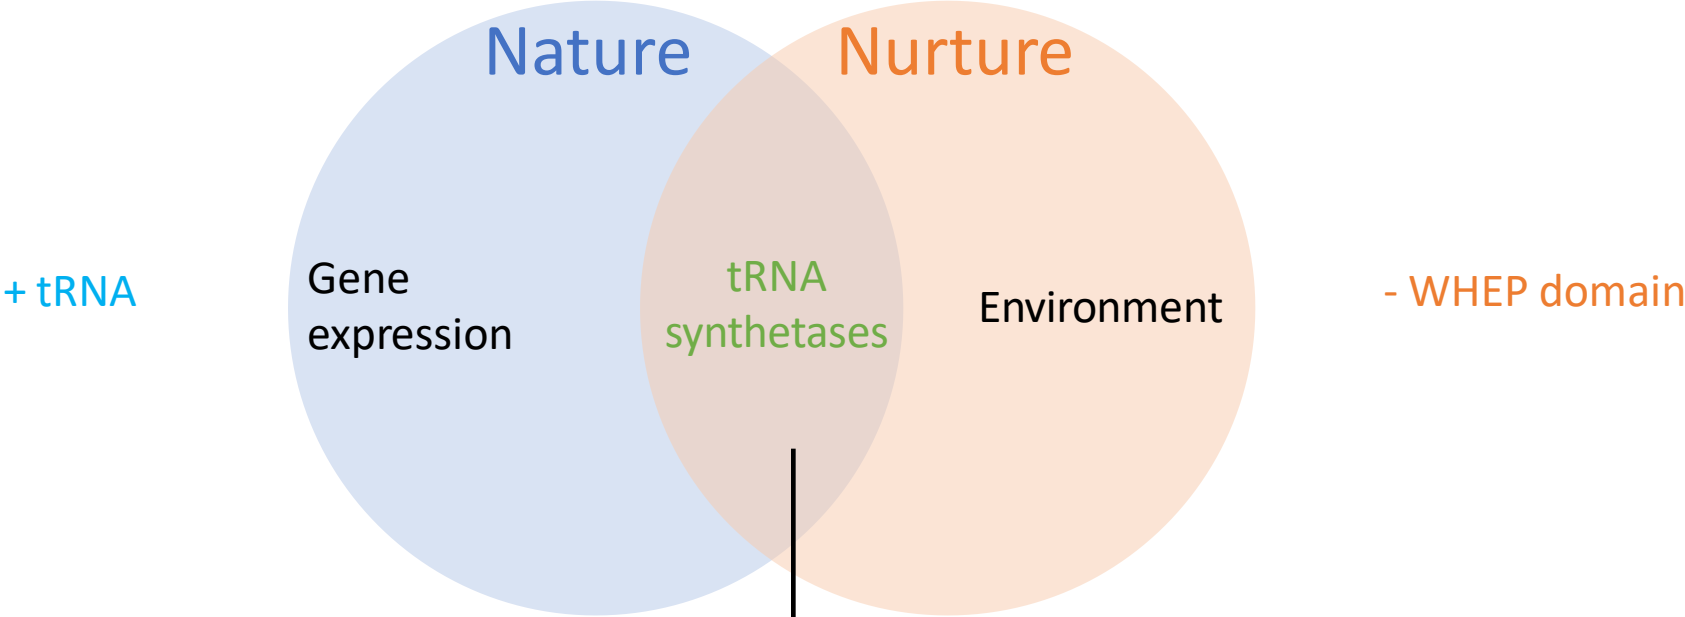 Nature
Nurture
+ tRNA
Gene
expression
tRNA
synthetases
Environment
- WHEP domain